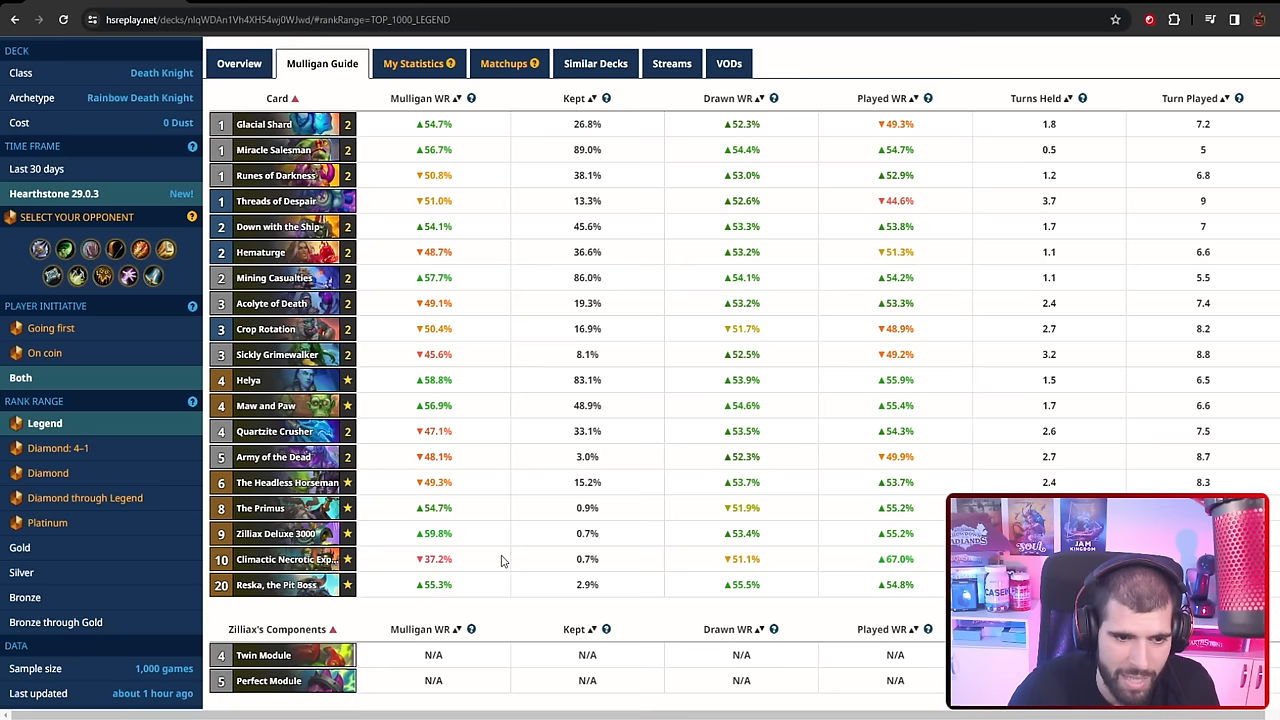 hsreplay.net/decks/nlqWDAn1Vh4XH54wj0WJwd/#rankRange=TOP_1000_LEGEND
DECK
Class Death Knight
Archetype Rainbow Death Knight
Cost 0 Dust
TIME FRAME
Last 30 days
Hearthstone 29.0.3 New!
SELECT YOUR OPPONENT
PLAYER INITIATIVE
Going first
On coin
Both
RANK RANGE
Legend
Diamond: 4–1
Diamond
Diamond through Legend
Platinum
Gold
Silver
Bronze
Bronze through Gold
DATA
Sample size 1,000 games
Last updated about 1 hour ago
Overview Mulligan Guide My Statistics Matchups Similar Decks Streams VODs
Card Mulligan WR Kept Drawn WR Played WR Turns Held Turn Played
1 Glacial Shard 2 ▲54.7% 26.8% ▲52.3% ▼49.3% 1.8 7.2
1 Miracle Salesman 2 ▲56.7% 89.0% ▲54.4% ▲54.7% 0.5 5
1 Runes of Darkness 2 ▼50.8% 38.1% ▲53.0% ▲52.9% 1.2 6.8
1 Threads of Despair ▼51.0% 13.3% ▲52.6% ▼44.6% 3.7 9
2 Down with the Ship 2 ▲54.1% 45.6% ▲53.3% ▲53.8% 1.7 7
2 Hematurge 2 ▼48.7% 36.6% ▲53.2% ▼51.3% 1.1 6.6
2 Mining Casualties 2 ▲57.7% 86.0% ▲54.1% ▲54.2% 1.1 5.5
3 Acolyte of Death 2 ▼49.1% 19.3% ▲53.2% ▲53.3% 2.4 7.4
3 Crop Rotation 2 ▼50.4% 16.9% ▼51.7% ▼48.9% 2.7 8.2
3 Sickly Grimewalker 2 ▼45.6% 8.1% ▲52.5% ▼49.2% 3.2 8.8
4 Helya ★ ▲58.8% 83.1% ▲53.9% ▲55.9% 1.5 6.5
4 Maw and Paw ★ ▲56.9% 48.9% ▲54.6% ▲55.4% 1.7 6.6
4 Quartzite Crusher 2 ▼47.1% 33.1% ▲53.5% ▲54.3% 2.6 7.5
5 Army of the Dead 2 ▼48.1% 3.0% ▲52.3% ▼49.9% 2.7 8.7
6 The Headless Horseman ★ ▼49.3% 15.2% ▲53.7% ▲53.7% 2.4 8.3
8 The Primus ★ ▲54.7% 0.9% ▼51.9% ▲55.2%
9 Zilliax Deluxe 3000 ★ ▲59.8% 0.7% ▲53.4% ▲55.2%
10 Climactic Necrotic Exp... ★ ▼37.2% 0.7% ▼51.1% ▲67.0%
20 Reska, the Pit Boss ★ ▲55.3% 2.9% ▲55.5% ▲54.8%
Zilliax's Components Mulligan WR Kept Drawn WR Played WR
4 Twin Module N/A N/A N/A N/A
5 Perfect Module N/A N/A N/A N/A
JAM
KINGDOM